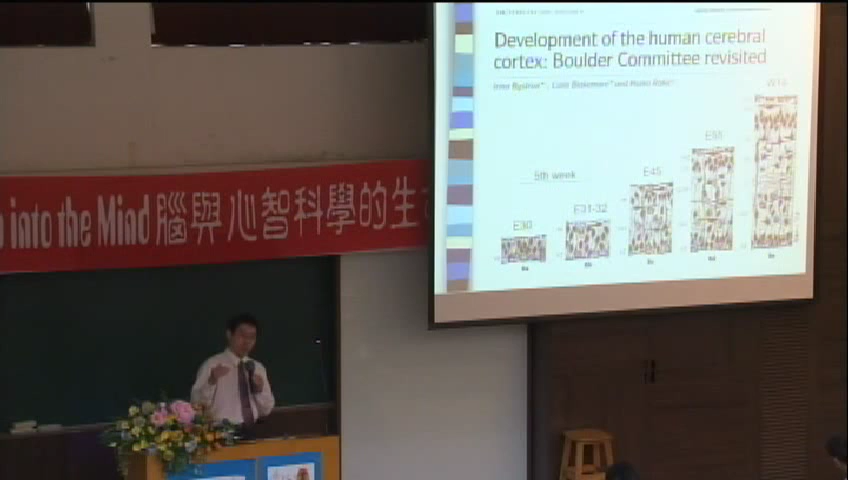 Development of the human cerebral
cortex: Boulder Committee revisited
5th week
E30
E31-32
E45
E55
into the Mind 腦與心智科學的生